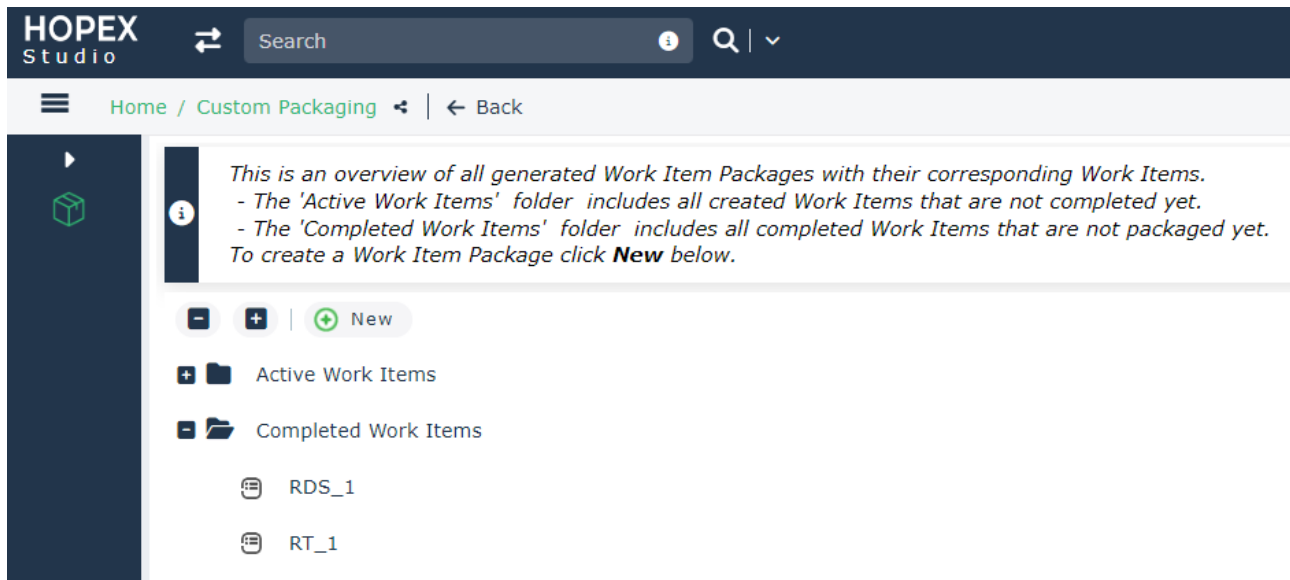 HOPEX
Studio
Search
Home / Custom Packaging
Back
This is an overview of all generated Work Item Packages with their corresponding Work Items.
- The 'Active Work Items' folder includes all created Work Items that are not completed yet.
- The 'Completed Work Items' folder includes all completed Work Items that are not packaged yet.
To create a Work Item Package click New below.
New
Active Work Items
Completed Work Items
RDS_1
RT_1